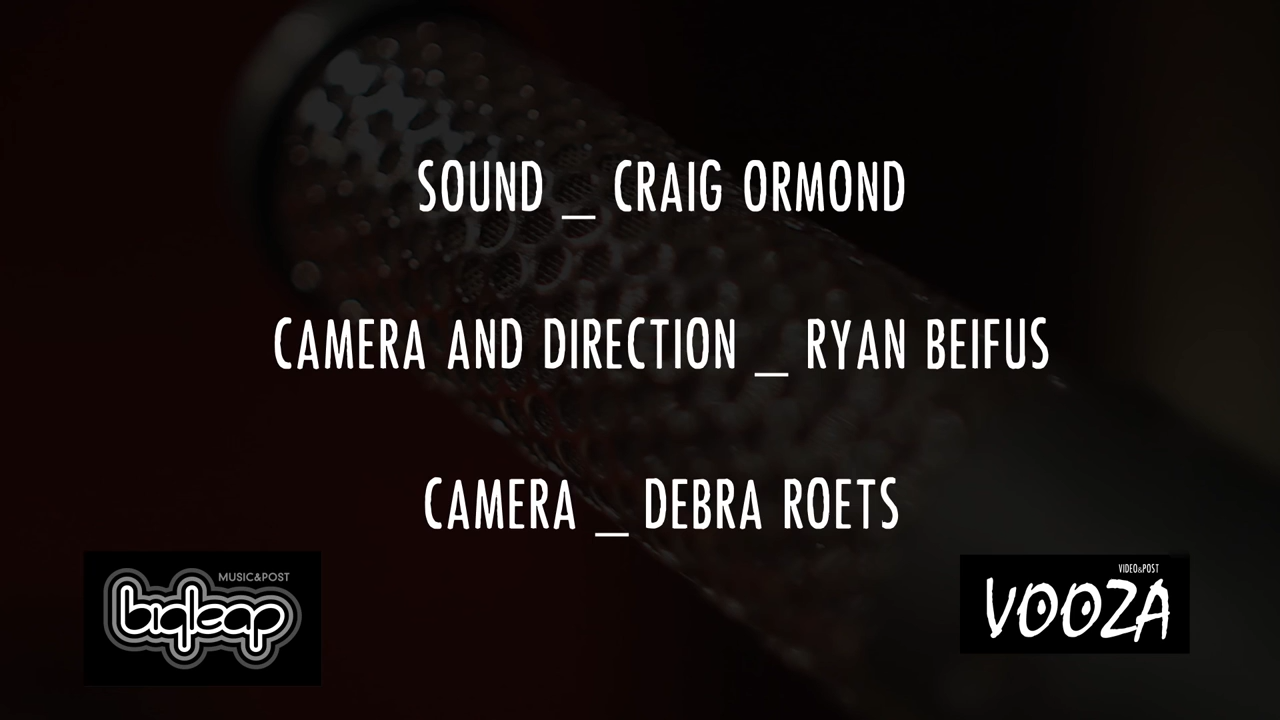 SOUND _ CRAIG ORMOND
CAMERA AND DIRECTION _ RYAN BEIFUS
CAMERA _ DEBRA ROETS
MUSIC&POST
bigleap
VIDEO&POST
VOOZA